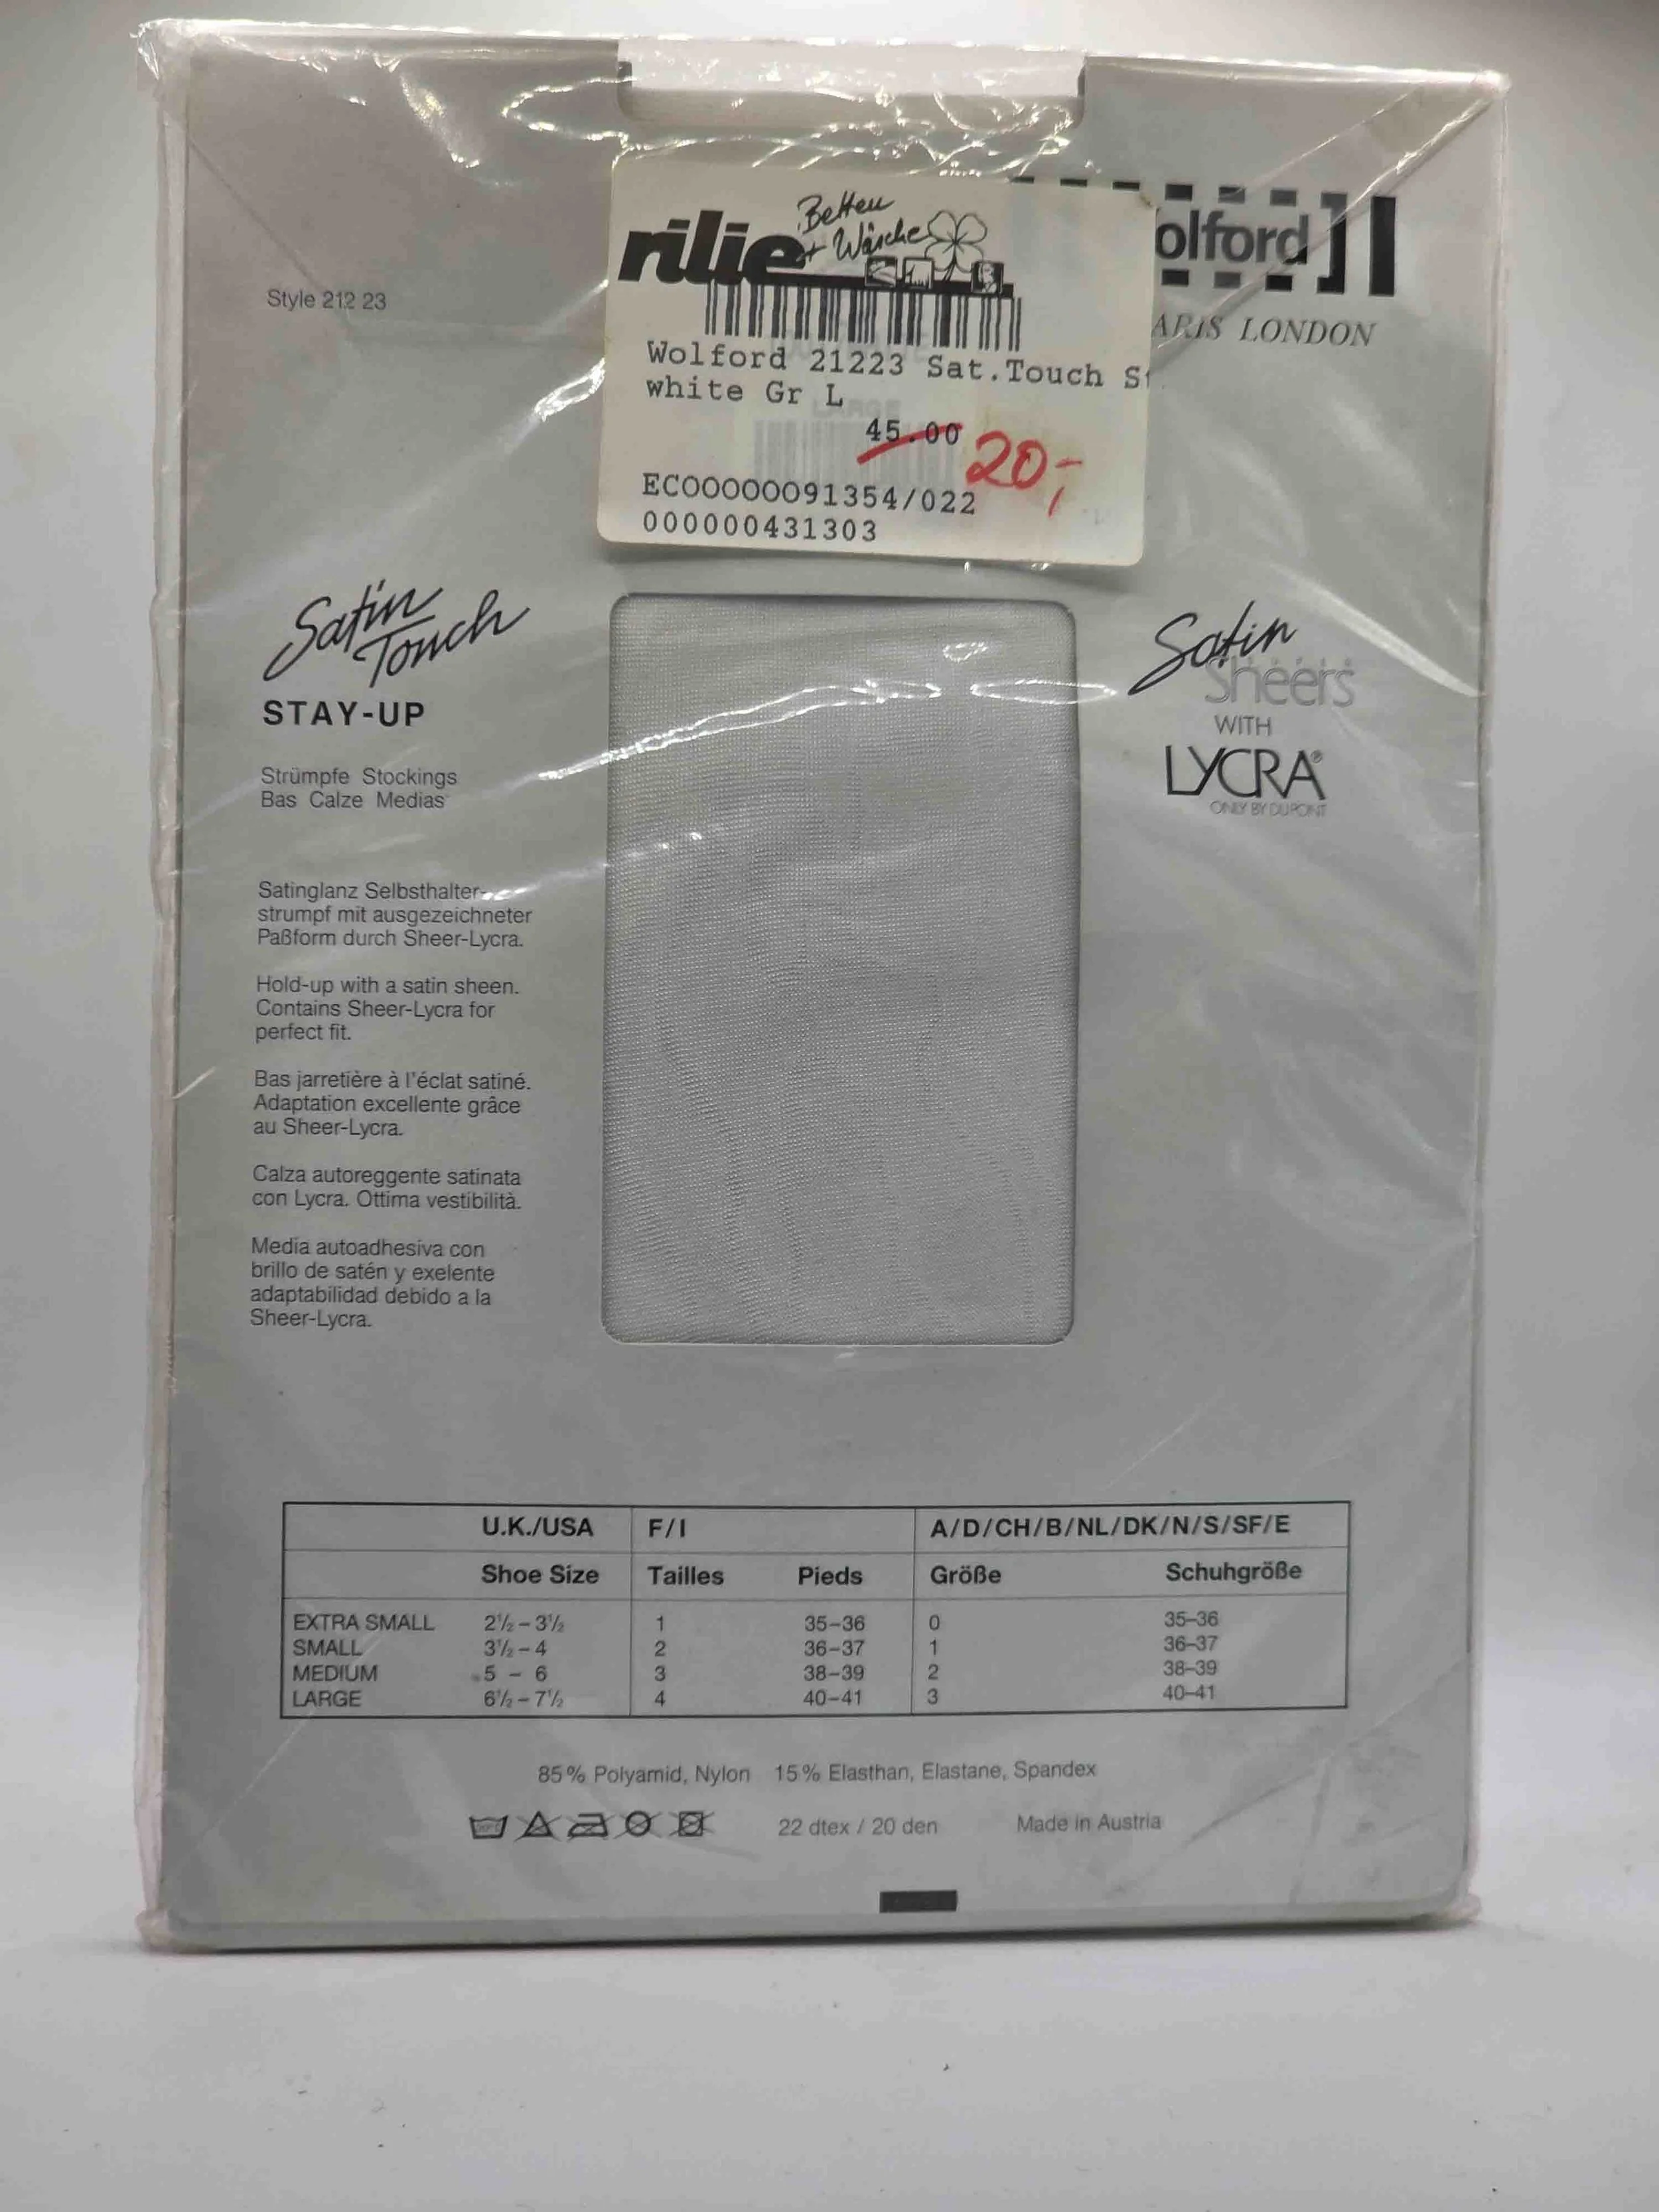 Betten
+ Wäsche
rilie
olford
ARIS LONDON
Style 212 23
Wolford 21223 Sat.Touch St
white Gr L
LARGE
45.00 20,-
EC00000091354/022
000000431303
Satin
Touch
STAY-UP
Strümpfe Stockings
Bas Calze Medias
Satin
Sheers
WITH
LYCRA®
ONLY BY DUPONT
Satinglanz Selbsthalter-
strumpf mit ausgezeichneter
Paßform durch Sheer-Lycra.
Hold-up with a satin sheen.
Contains Sheer-Lycra for
perfect fit.
Bas jarretière à l'éclat satiné.
Adaptation excellente grâce
au Sheer-Lycra.
Calza autoreggente satinata
con Lycra. Ottima vestibilità.
Media autoadhesiva con
brillo de satén y exelente
adaptabilidad debido a la
Sheer-Lycra.
U.K./USA F/I A/D/CH/B/NL/DK/N/S/SF/E
Shoe Size Tailles Pieds Größe Schuhgröße
EXTRA SMALL 2½ – 3½ 1 35–36 0 35–36
SMALL 3½ – 4 2 36–37 1 36–37
MEDIUM 5 – 6 3 38–39 2 38–39
LARGE 6½ – 7½ 4 40–41 3 40–41
85% Polyamid, Nylon 15% Elasthan, Elastane, Spandex
22 dtex / 20 den Made in Austria